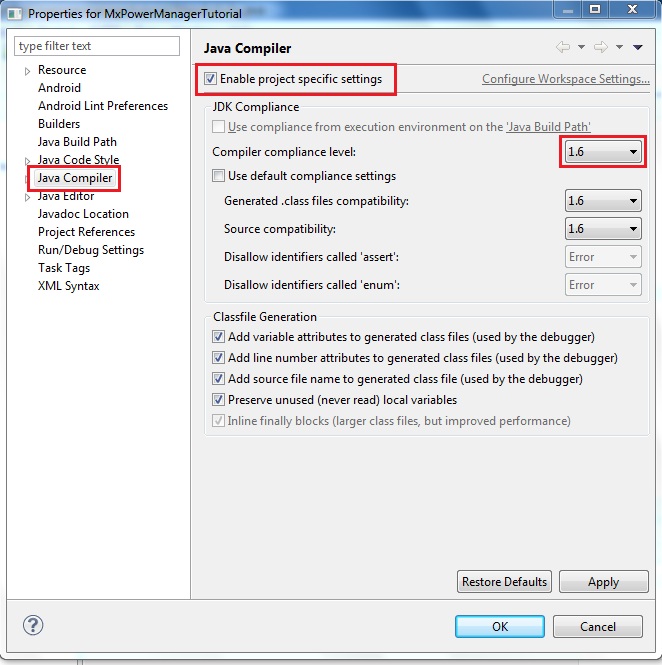 Properties for MxPowerManagerTutorial
type filter text
Resource
Android
Android Lint Preferences
Builders
Java Build Path
Java Code Style
Java Compiler
Java Editor
Javadoc Location
Project References
Run/Debug Settings
Task Tags
XML Syntax
Java Compiler
Enable project specific settings
Configure Workspace Settings...
JDK Compliance
Use compliance from execution environment on the 'Java Build Path'
Compiler compliance level: 1.6
Use default compliance settings
Generated .class files compatibility: 1.6
Source compatibility: 1.6
Disallow identifiers called 'assert': Error
Disallow identifiers called 'enum': Error
Classfile Generation
Add variable attributes to generated class files (used by the debugger)
Add line number attributes to generated class files (used by the debugger)
Add source file name to generated class file (used by the debugger)
Preserve unused (never read) local variables
Inline finally blocks (larger class files, but improved performance)
Restore Defaults Apply
? OK Cancel